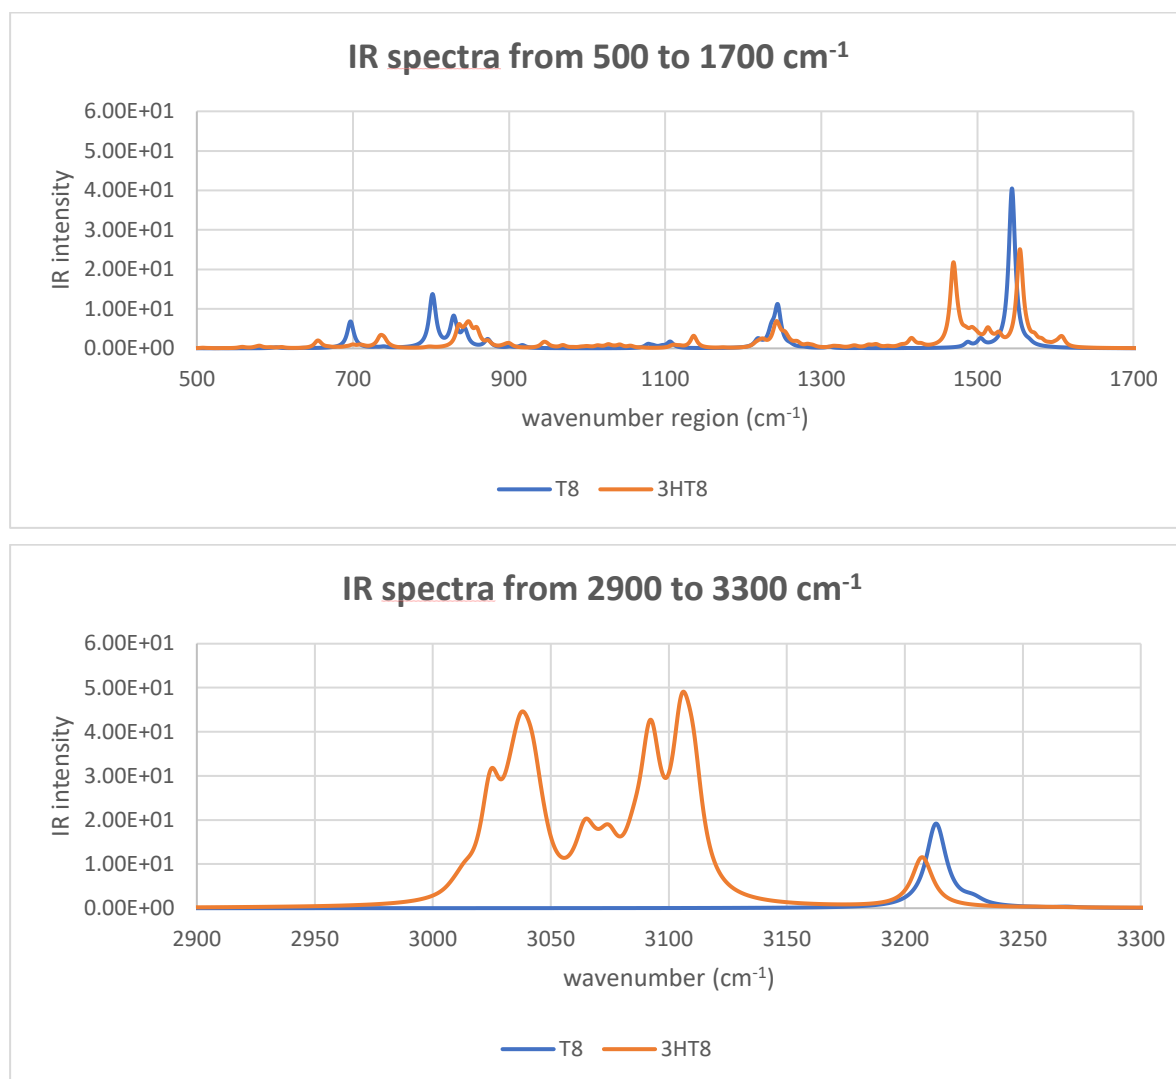 IR spectra from 500 to 1700 cm-1
6.00E+01
5.00E+01
4.00E+01
3.00E+01
2.00E+01
1.00E+01
0.00E+00
IR intensity
500 700 900 1100 1300 1500 1700
wavenumber region (cm-1)
T8 3HT8
IR spectra from 2900 to 3300 cm-1
6.00E+01
5.00E+01
4.00E+01
3.00E+01
2.00E+01
1.00E+01
0.00E+00
IR intensity
2900 2950 3000 3050 3100 3150 3200 3250 3300
wavenumber (cm-1)
T8 3HT8